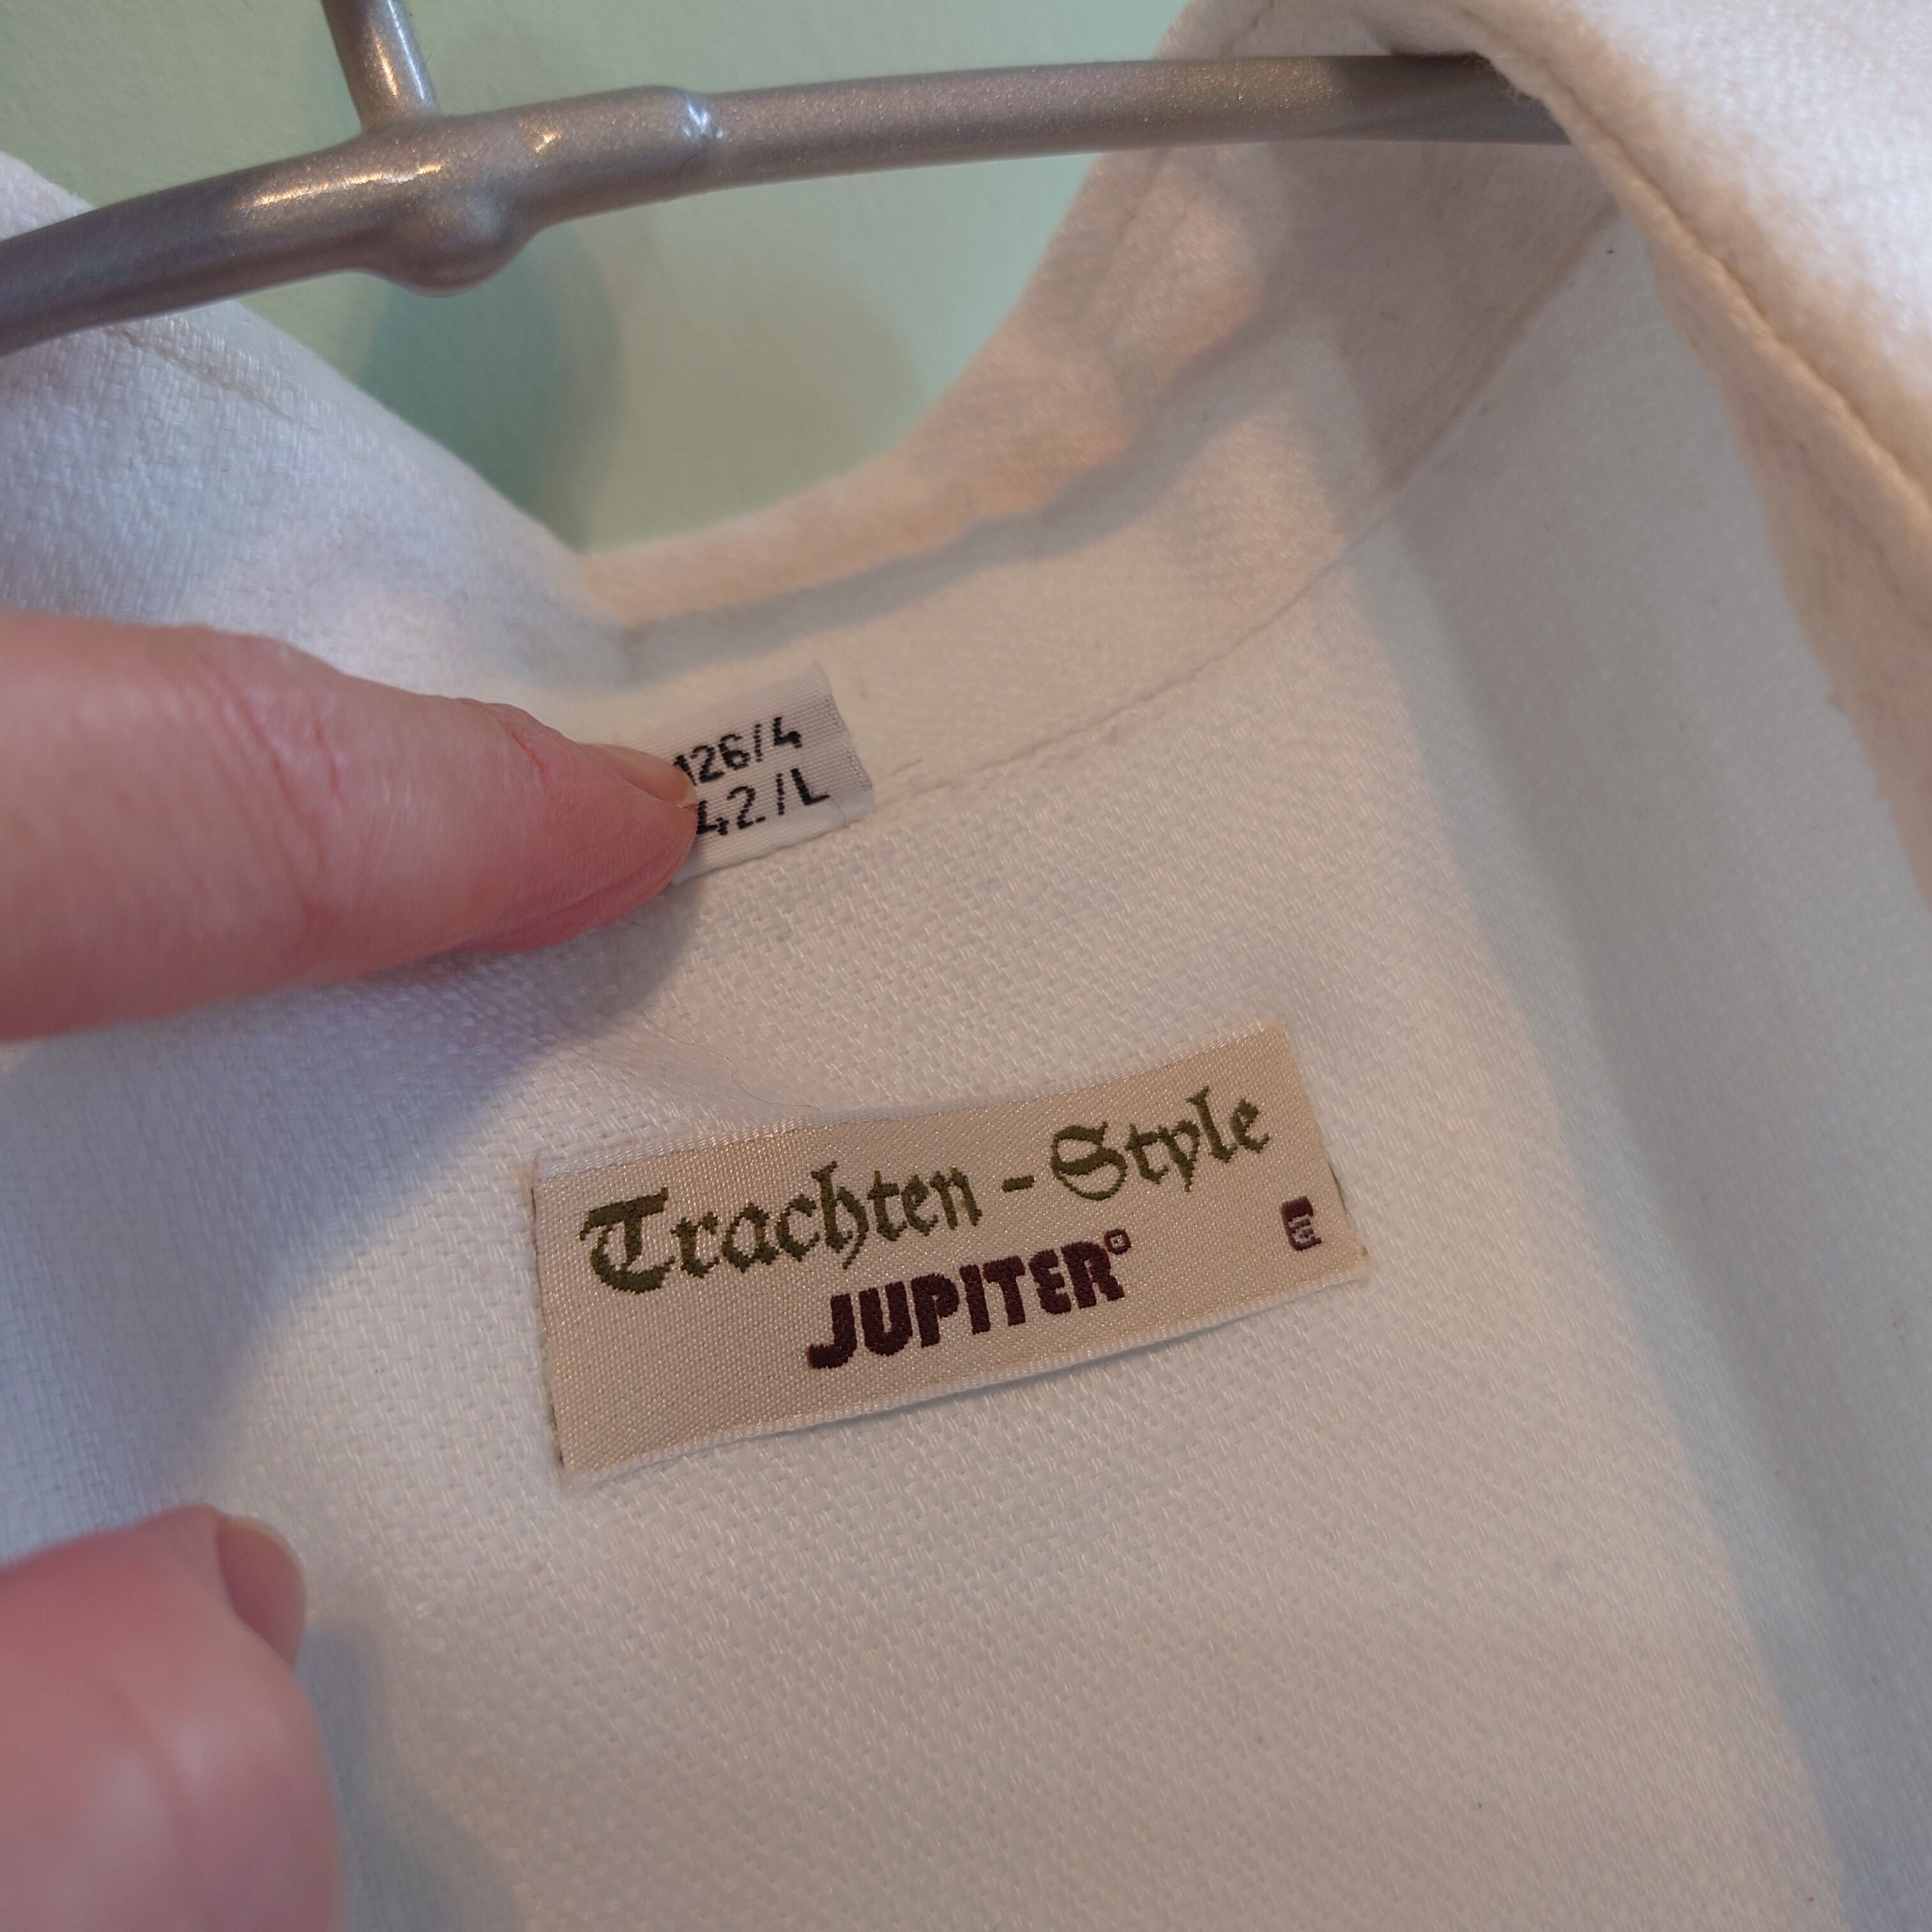 126/4
42/L
Trachten - Style
JUPITER